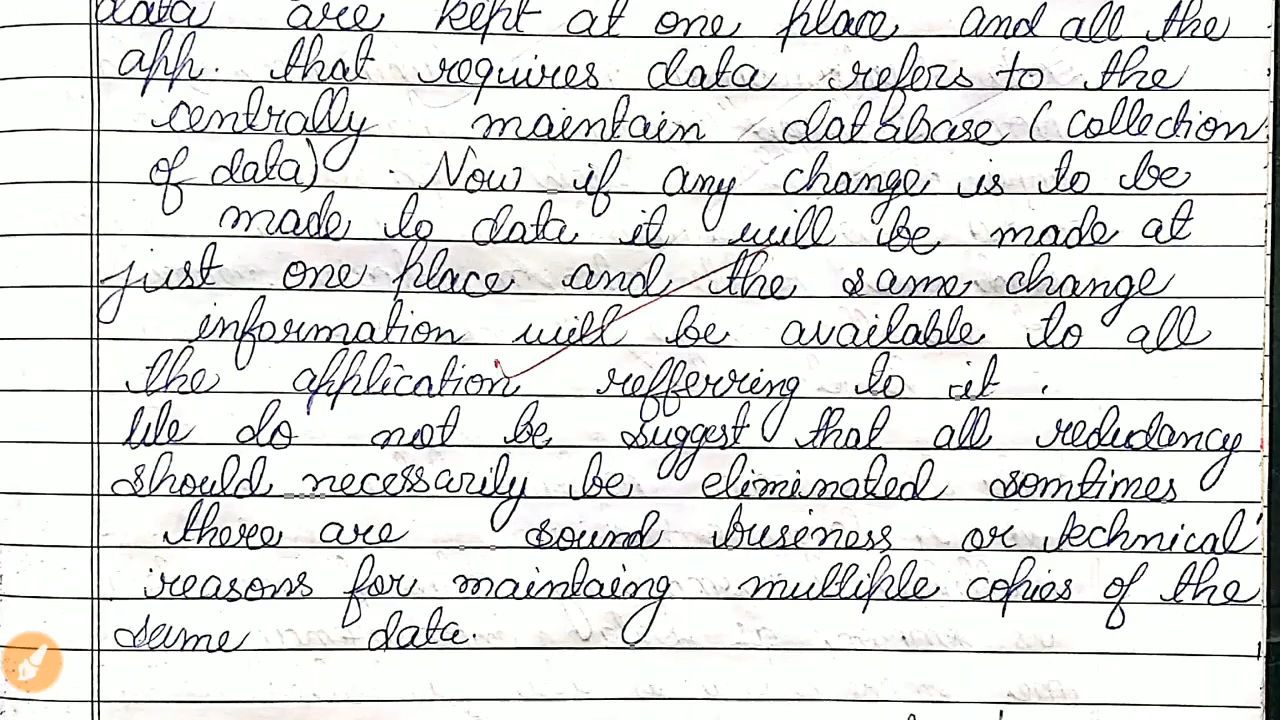 data are kept at one place and all the
app. that requires data refers to the
centrally maintain database (collection
of data). Now if any change is to be
made to data it will be made at
just one place and the same change
information will be available to all
the application refferring to it.
We do not be suggest that all redudancy
should necessarily be eliminated somtimes
there are sound business or technical
reasons for maintaing multiple copies of the
same data.